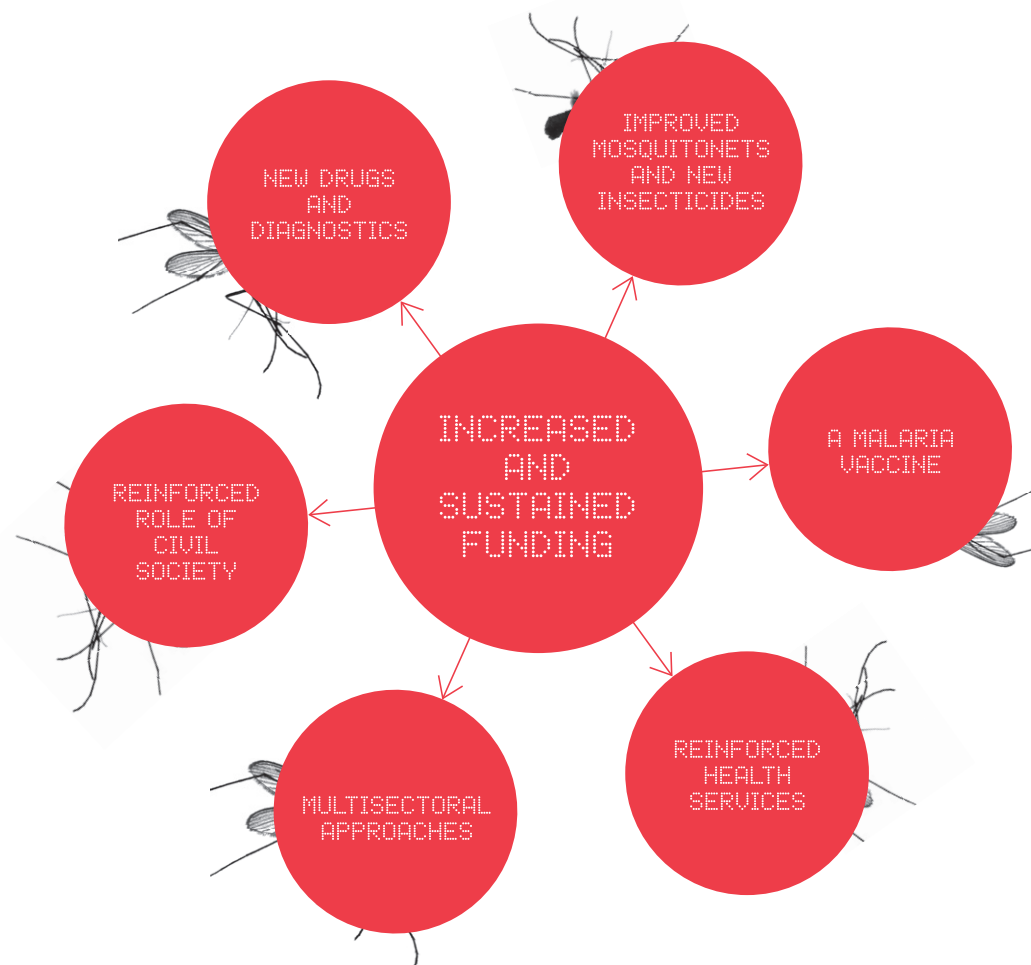 NEW DRUGS
AND
DIAGNOSTICS
IMPROVED
MOSQUITONETS
AND NEW
INSECTICIDES
INCREASED
AND
SUSTAINED
FUNDING
A MALARIA
VACCINE
REINFORCED
ROLE OF
CIVIL
SOCIETY
MULTISECTORAL
APPROACHES
REINFORCED
HEALTH
SERVICES